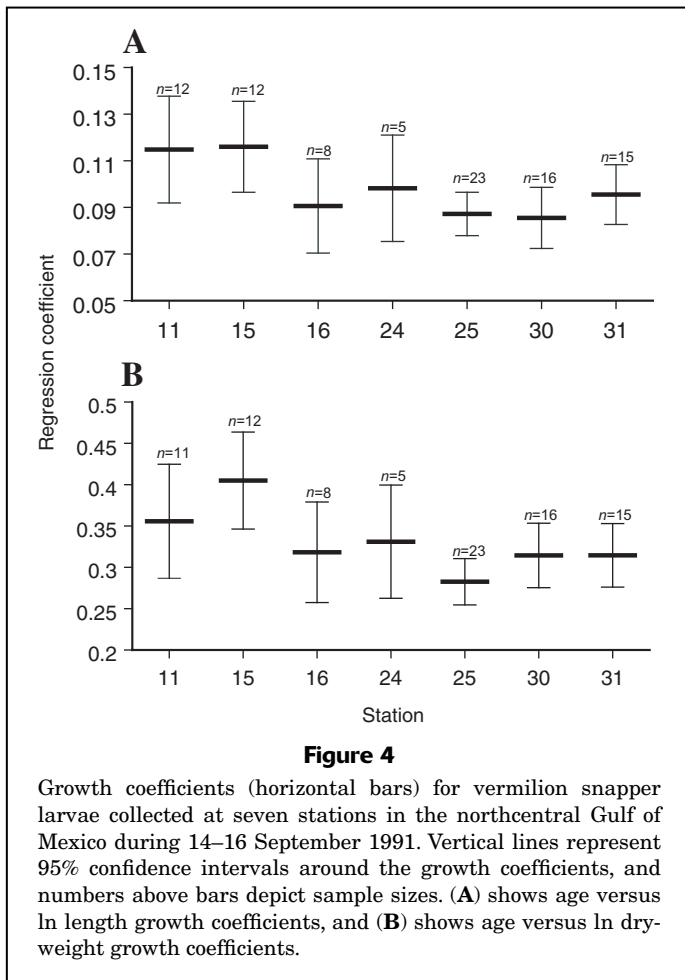 A
0.15
0.13
0.11
0.09
0.07
0.05
n=12
n=12
n=8
n=5
n=23
n=16
n=15
11 15 16 24 25 30 31
Regression coefficient
B
0.5
0.45
0.4
0.35
0.3
0.25
0.2
n=11
n=12
n=8
n=5
n=23
n=16
n=15
11 15 16 24 25 30 31
Station
Figure 4
Growth coefficients (horizontal bars) for vermilion snapper
larvae collected at seven stations in the northcentral Gulf of
Mexico during 14–16 September 1991. Vertical lines represent
95% confidence intervals around the growth coefficients, and
numbers above bars depict sample sizes. (A) shows age versus
ln length growth coefficients, and (B) shows age versus ln dry-
weight growth coefficients.